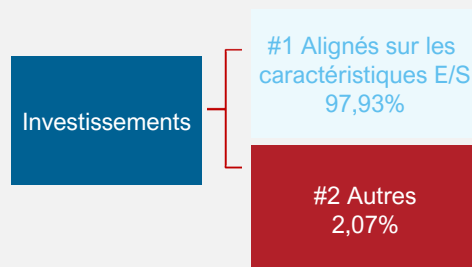 Investissements
#1 Alignés sur les
caractéristiques E/S
97,93%
#2 Autres
2,07%